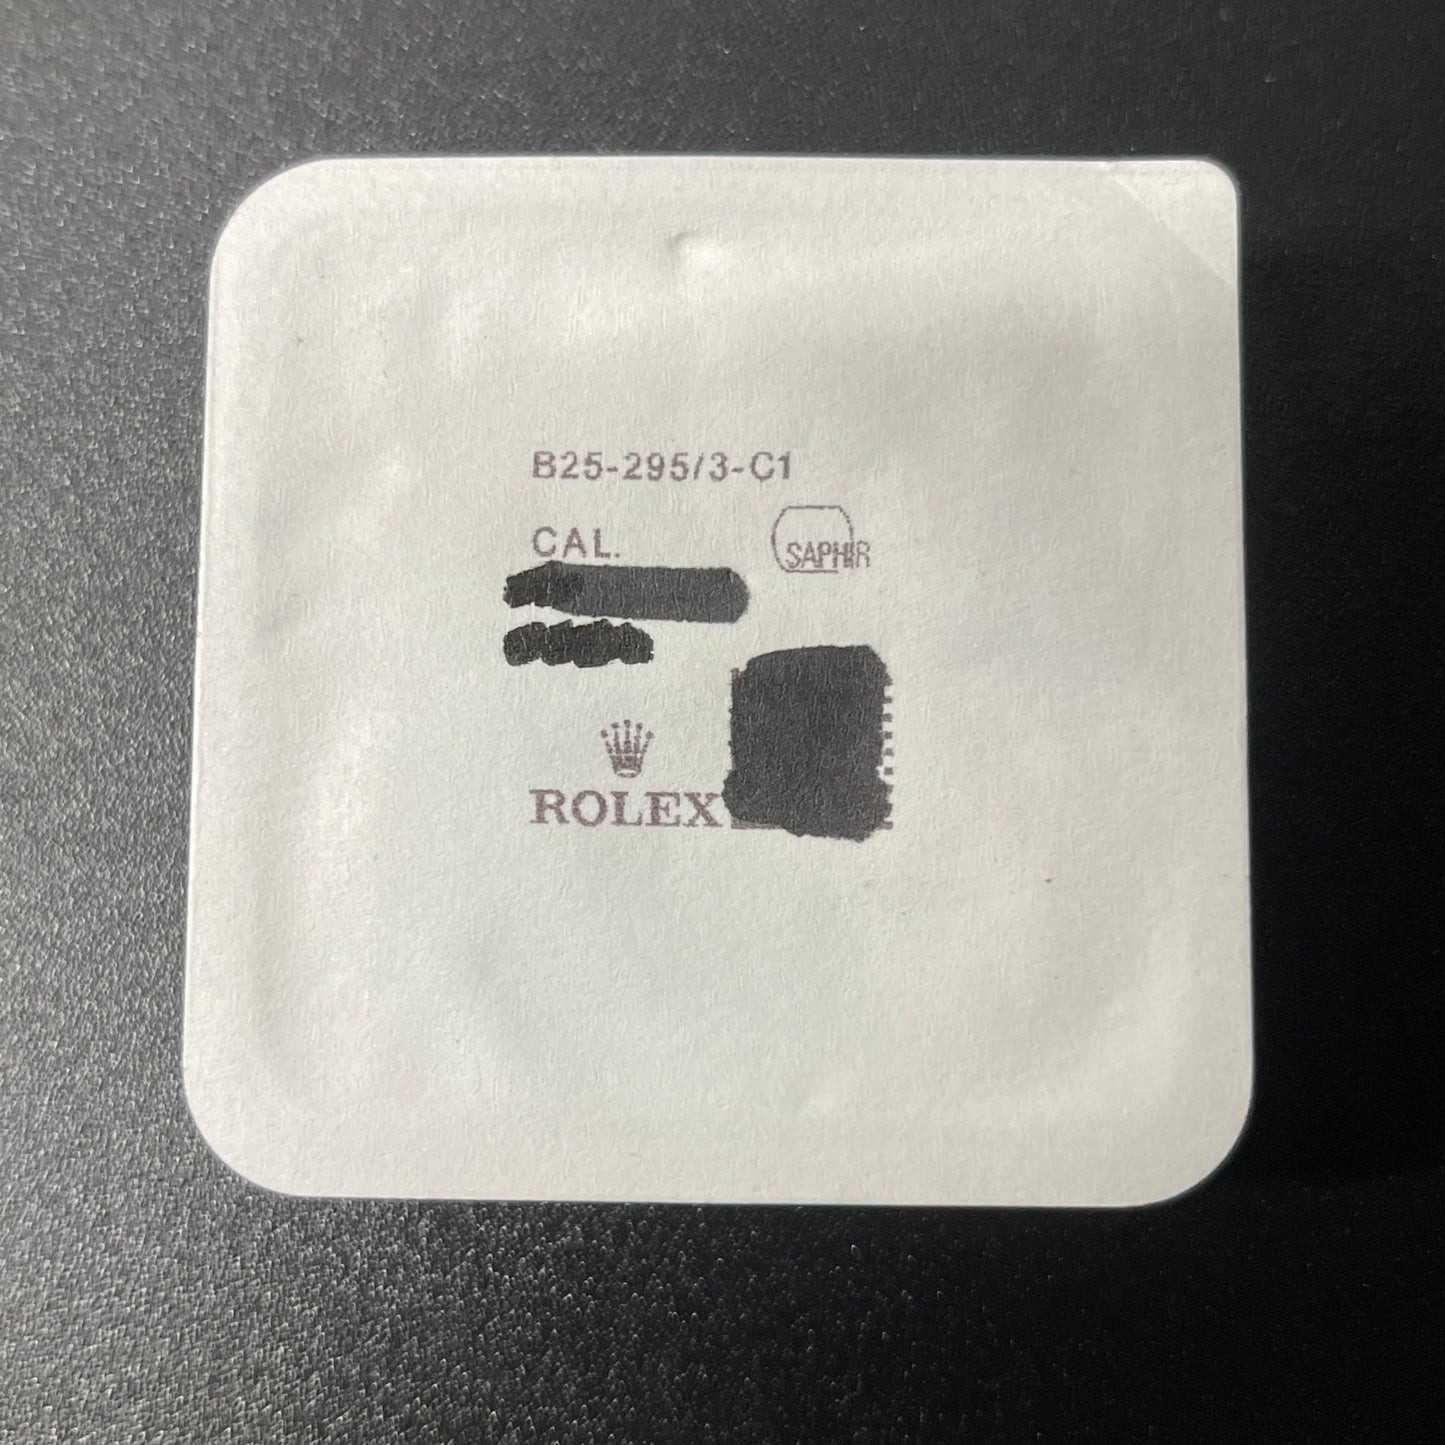 B25-295/3-C1
CAL.
SAPHIR
ROLEX